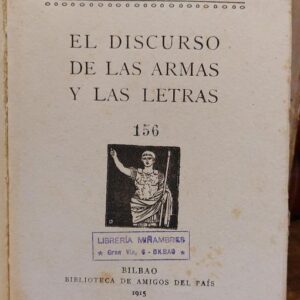 EL DISCURSO
DE LAS ARMAS
Y LAS LETRAS
156
LIBRERÍA MIÑAMBRES
★ Gran Vía, 6 - BILBAO ★
BILBAO
BIBLIOTECA DE AMIGOS DEL PAÍS
1915